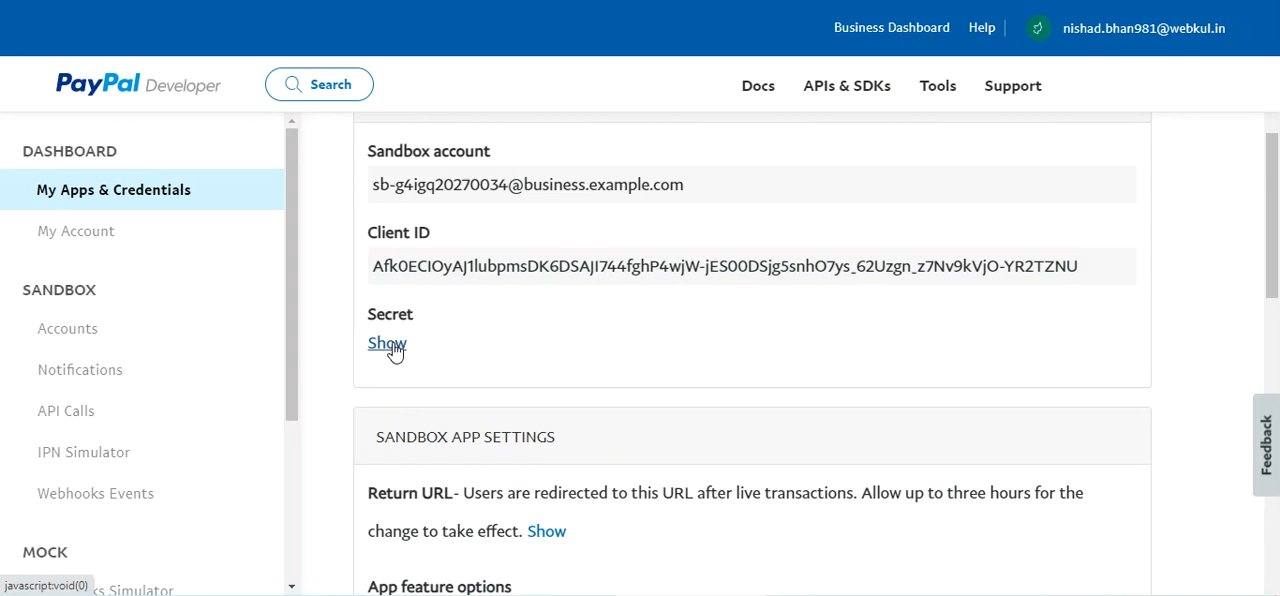 Business Dashboard Help nishad.bhan981@webkul.in
PayPal Developer Search Docs APIs & SDKs Tools Support
DASHBOARD
My Apps & Credentials
My Account
SANDBOX
Accounts
Notifications
API Calls
IPN Simulator
Webhooks Events
MOCK
ks Simulator
javascript:void(0)
Sandbox account
sb-g4igq20270034@business.example.com
Client ID
Afk0ECIOyAJ1lubpmsDK6DSAJI744fghP4wjW-jES00DSjg5snhO7ys_62Uzgn_z7Nv9kVjO-YR2TZNU
Secret
Show
SANDBOX APP SETTINGS
Return URL- Users are redirected to this URL after live transactions. Allow up to three hours for the
change to take effect. Show
App feature options
Feedback